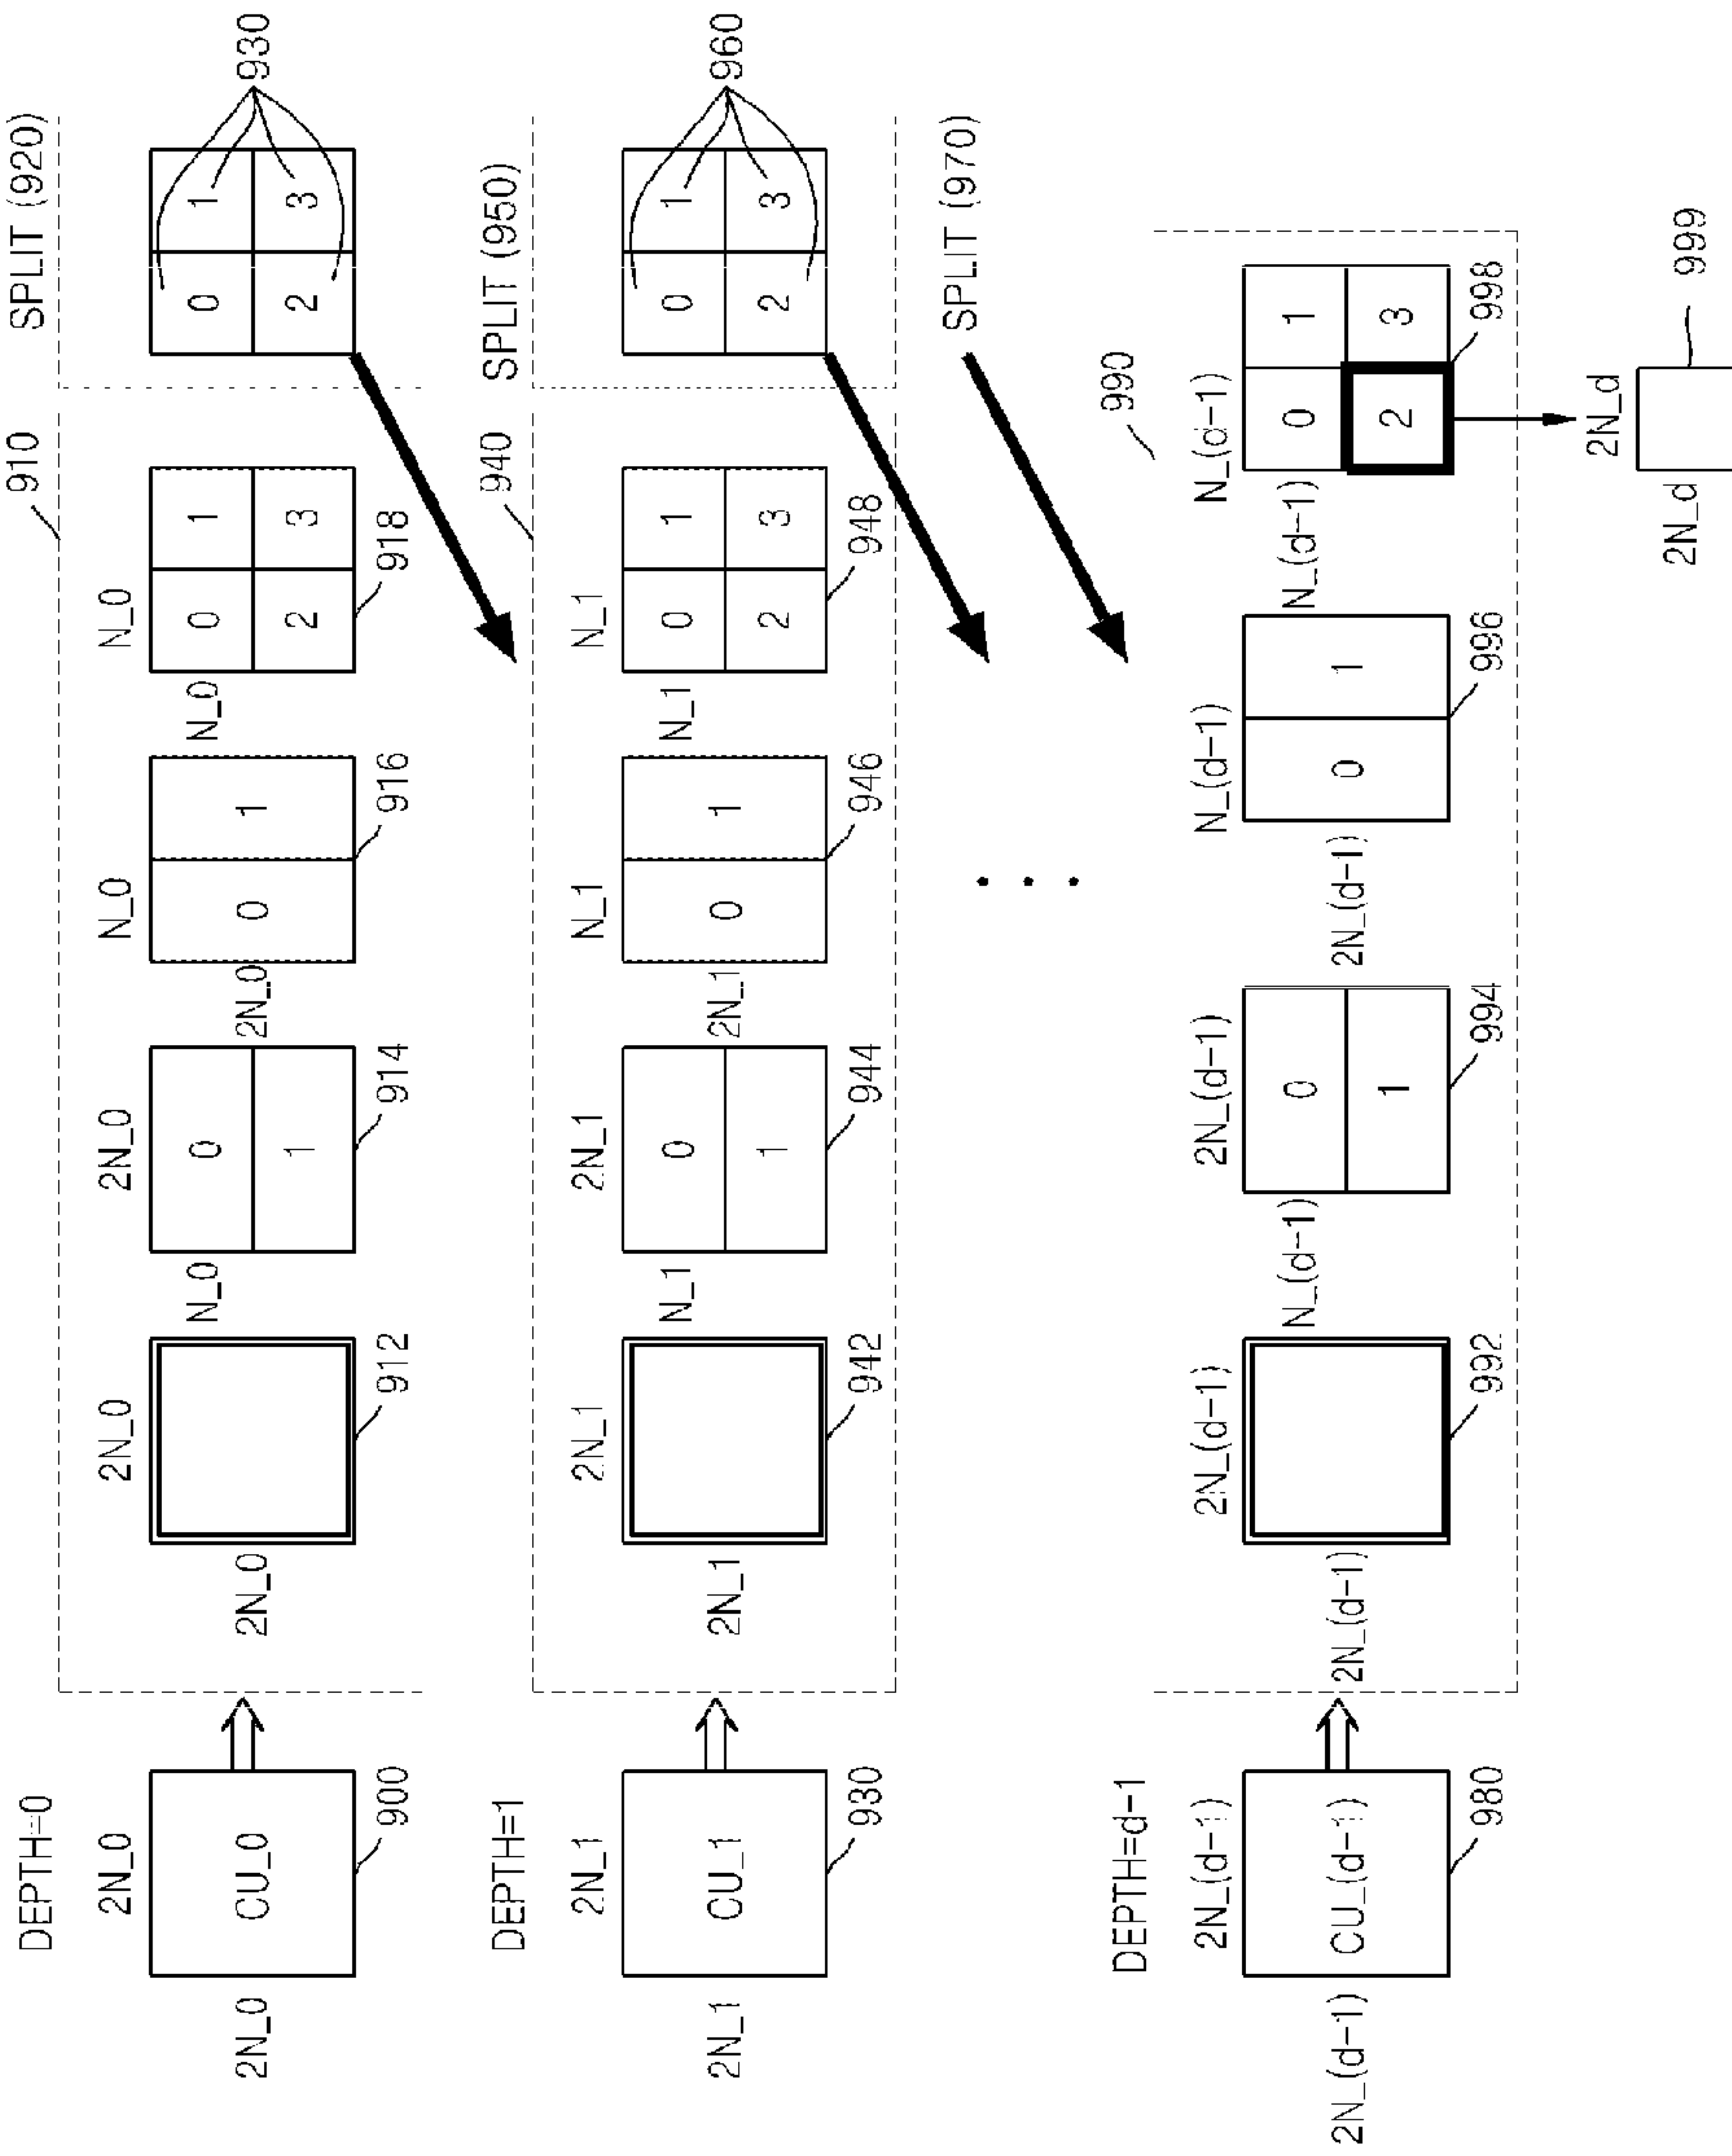 910
SPLIT (920)
DEPTH=0
2N_0
2N_0
2N_0
N_0
N_0
2N_0
CU_0
900
2N_0
912
N_0
0
1
914
2N_0
0
1
916
N_0
0
1
2
3
918
0
1
2
3
930
940
SPLIT (950)
DEPTH=1
2N_1
2N_1
2N_1
N_1
N_1
2N_1
CU_1
930
2N_1
942
N_1
0
1
944
2N_1
0
1
946
N_1
0
1
2
3
948
0
1
2
3
960
SPLIT (970)
990
DEPTH=d-1
2N_(d-1)
2N_(d-1)
2N_(d-1)
N_(d-1)
N_(d-1)
2N_(d-1)
CU_(d-1)
980
2N_(d-1)
992
N_(d-1)
0
1
994
2N_(d-1)
0
1
996
N_(d-1)
0
1
2
3
998
2N_d
2N_d
999